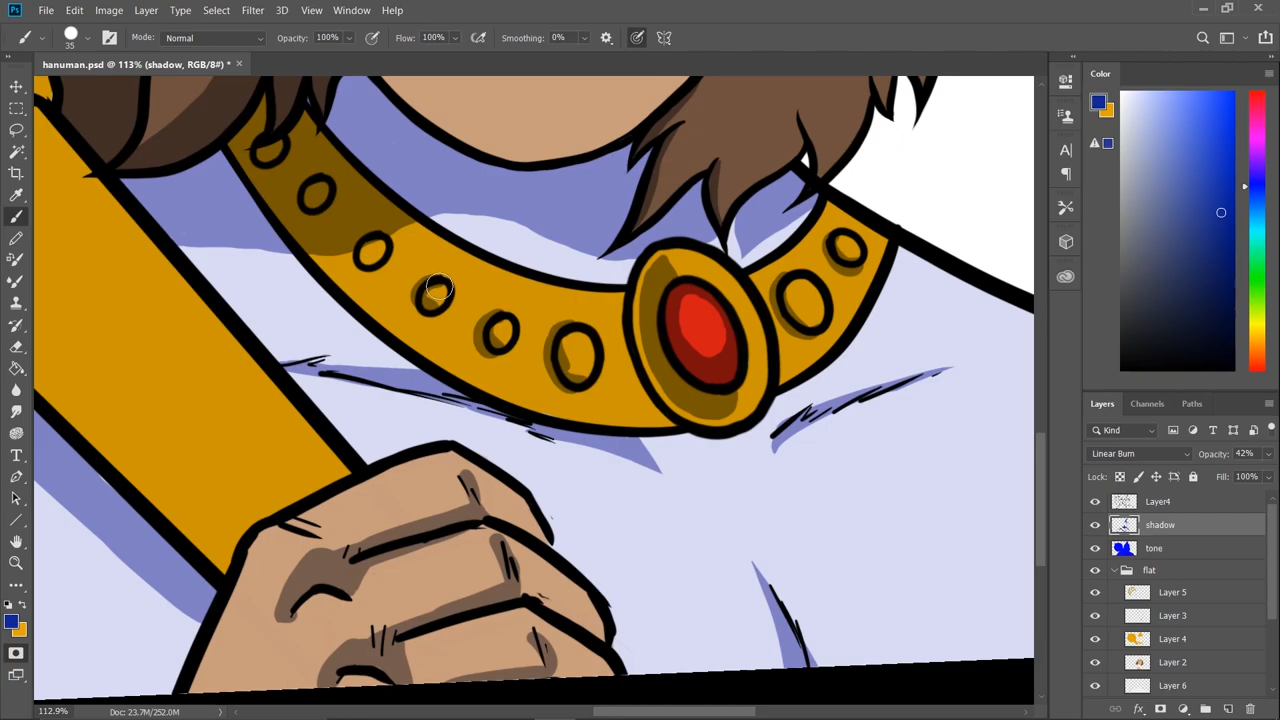 Ps File Edit Image Layer Type Select Filter 3D View Window Help
35 Mode: Normal Opacity: 100% Flow: 100% Smoothing: 0%
hanuman.psd @ 113% (shadow, RGB/8#) *
Color
Layers Channels Paths
Kind
Linear Burn Opacity: 42%
Lock: Fill: 100%
Layer4
shadow
tone
flat
Layer 5
Layer 3
Layer 4
Layer 2
Layer 6
112.9% Doc: 23.7M/252.0M